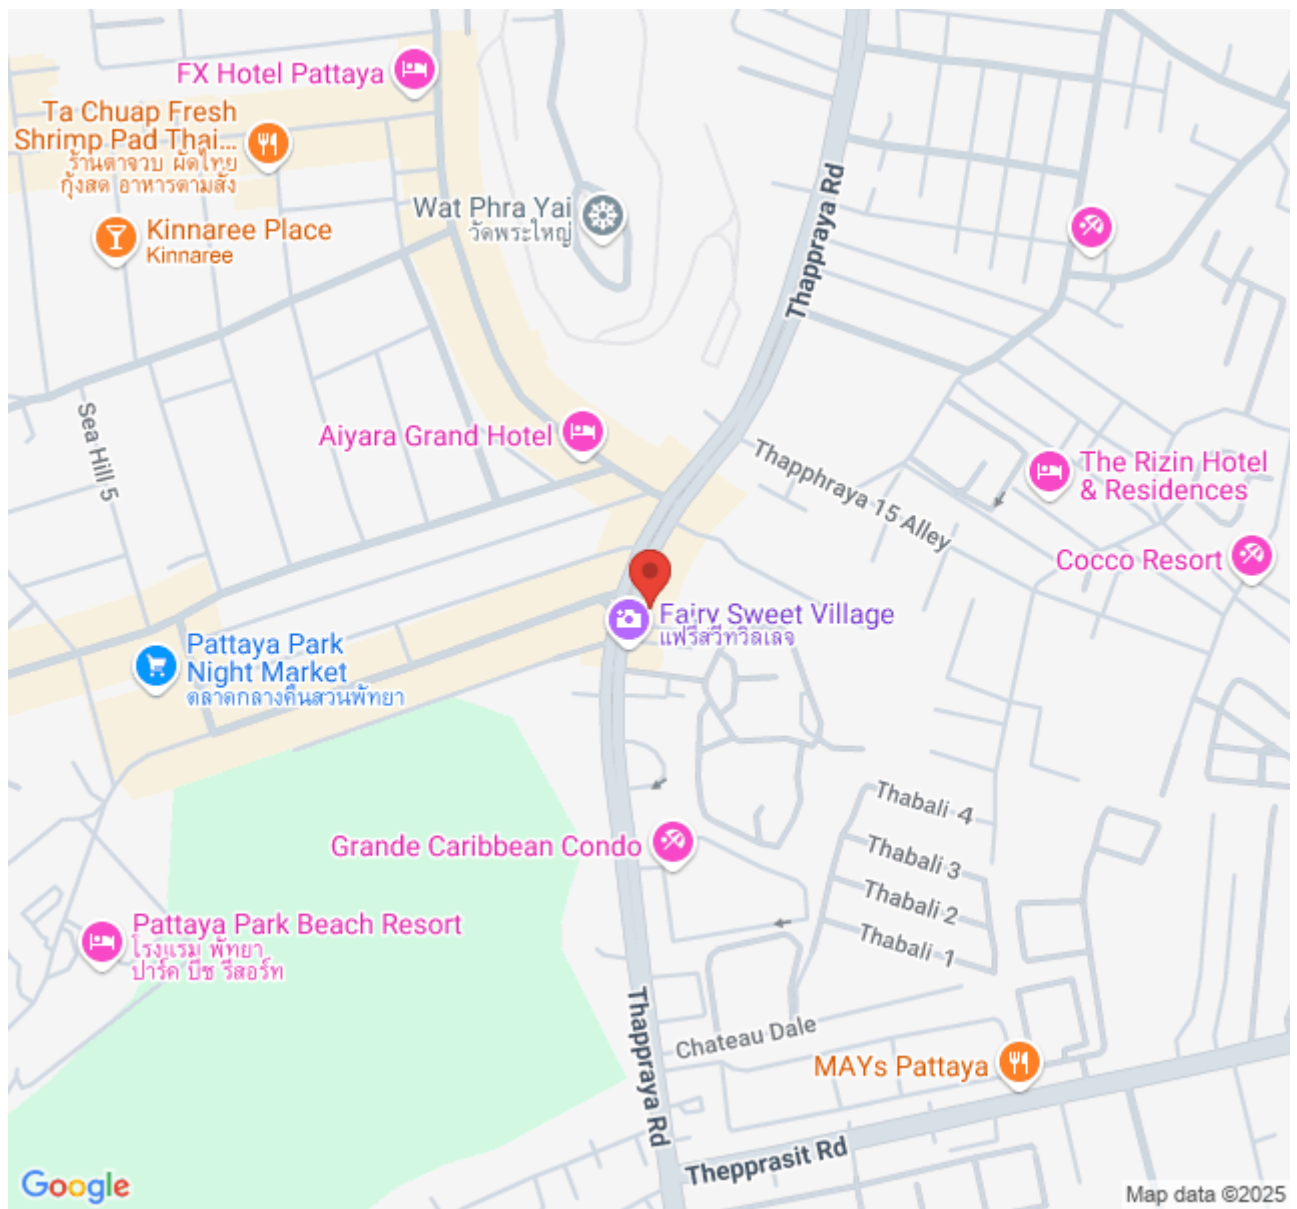 FX Hotel Pattaya
Ta Chuap Fresh
Shrimp Pad Thai...
ร้านตาจวบ ผัดไทย
กุ้งสด อาหารตามสั่ง
Kinnaree Place
Kinnaree
Wat Phra Yai
วัดพระใหญ่
Thappraya Rd
Sea Hill 5
Aiyara Grand Hotel
Thapphraya 15 Alley
The Rizin Hotel
& Residences
Cocco Resort
Fairy Sweet Village
แฟรี่สวีทวิลเลจ
Pattaya Park
Night Market
ตลาดกลางคืนสวนพัทยา
Thabali 4
Thabali 3
Thabali 2
Thabali 1
Grande Caribbean Condo
Pattaya Park Beach Resort
โรงแรม พัทยา
ปาร์ค บีช รีสอร์ท
Thappraya Rd
Chateau Dale
MAYs Pattaya
Thepprasit Rd
Google
Map data ©2025